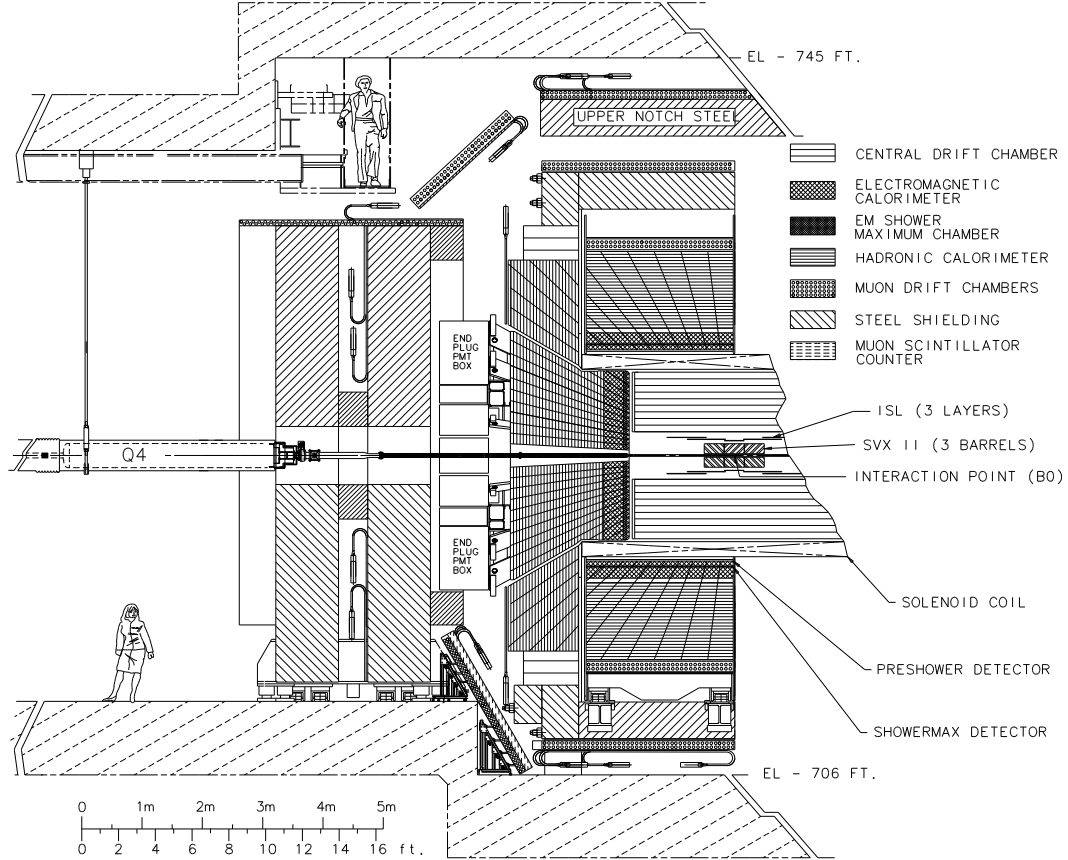 EL - 745 FT.
UPPER NOTCH STEEL
CENTRAL DRIFT CHAMBER
ELECTROMAGNETIC
CALORIMETER
EM SHOWER
MAXIMUM CHAMBER
HADRONIC CALORIMETER
MUON DRIFT CHAMBERS
STEEL SHIELDING
MUON SCINTILLATOR
COUNTER
END
PLUG
PMT
BOX
ISL (3 LAYERS)
SVX II (3 BARRELS)
INTERACTION POINT (B0)
Q4
END
PLUG
PMT
BOX
SOLENOID COIL
PRESHOWER DETECTOR
SHOWERMAX DETECTOR
EL - 706 FT.
0 1m 2m 3m 4m 5m
0 2 4 6 8 10 12 14 16 ft.